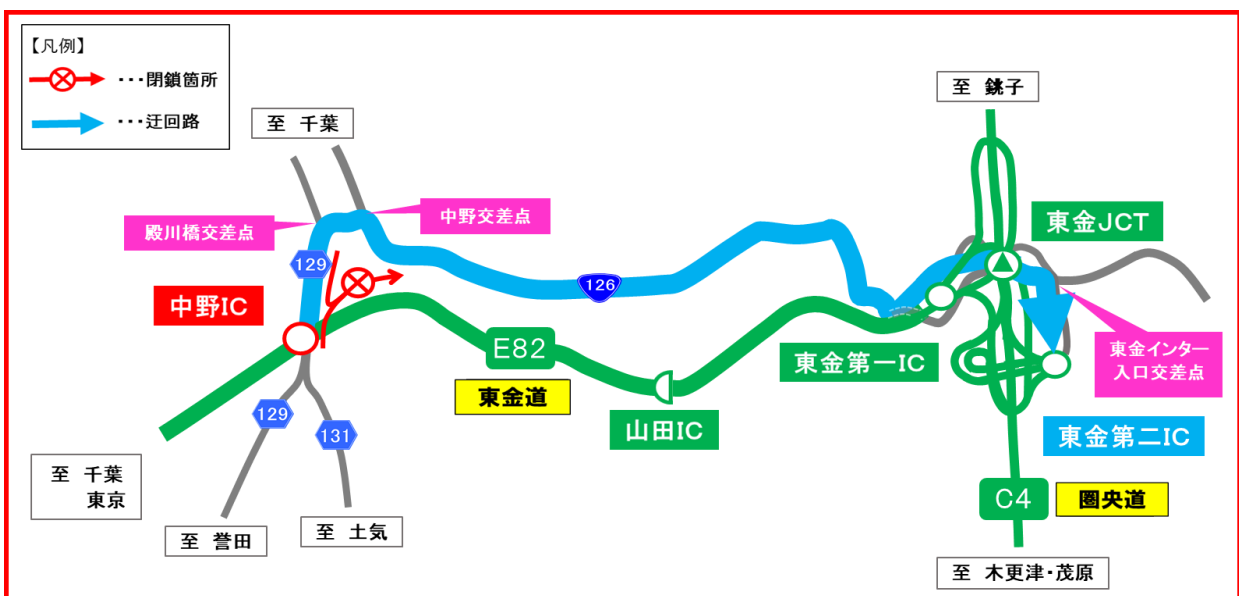 【凡例】
・・・閉鎖箇所
・・・迂回路
至 千葉
至 銚子
殿川橋交差点
中野交差点
東金JCT
129
中野IC
126
E82
東金道
東金第一IC
東金インター
入口交差点
山田IC
東金第二IC
129
131
至 千葉
東京
C4
圏央道
至 誉田
至 土気
至 木更津・茂原